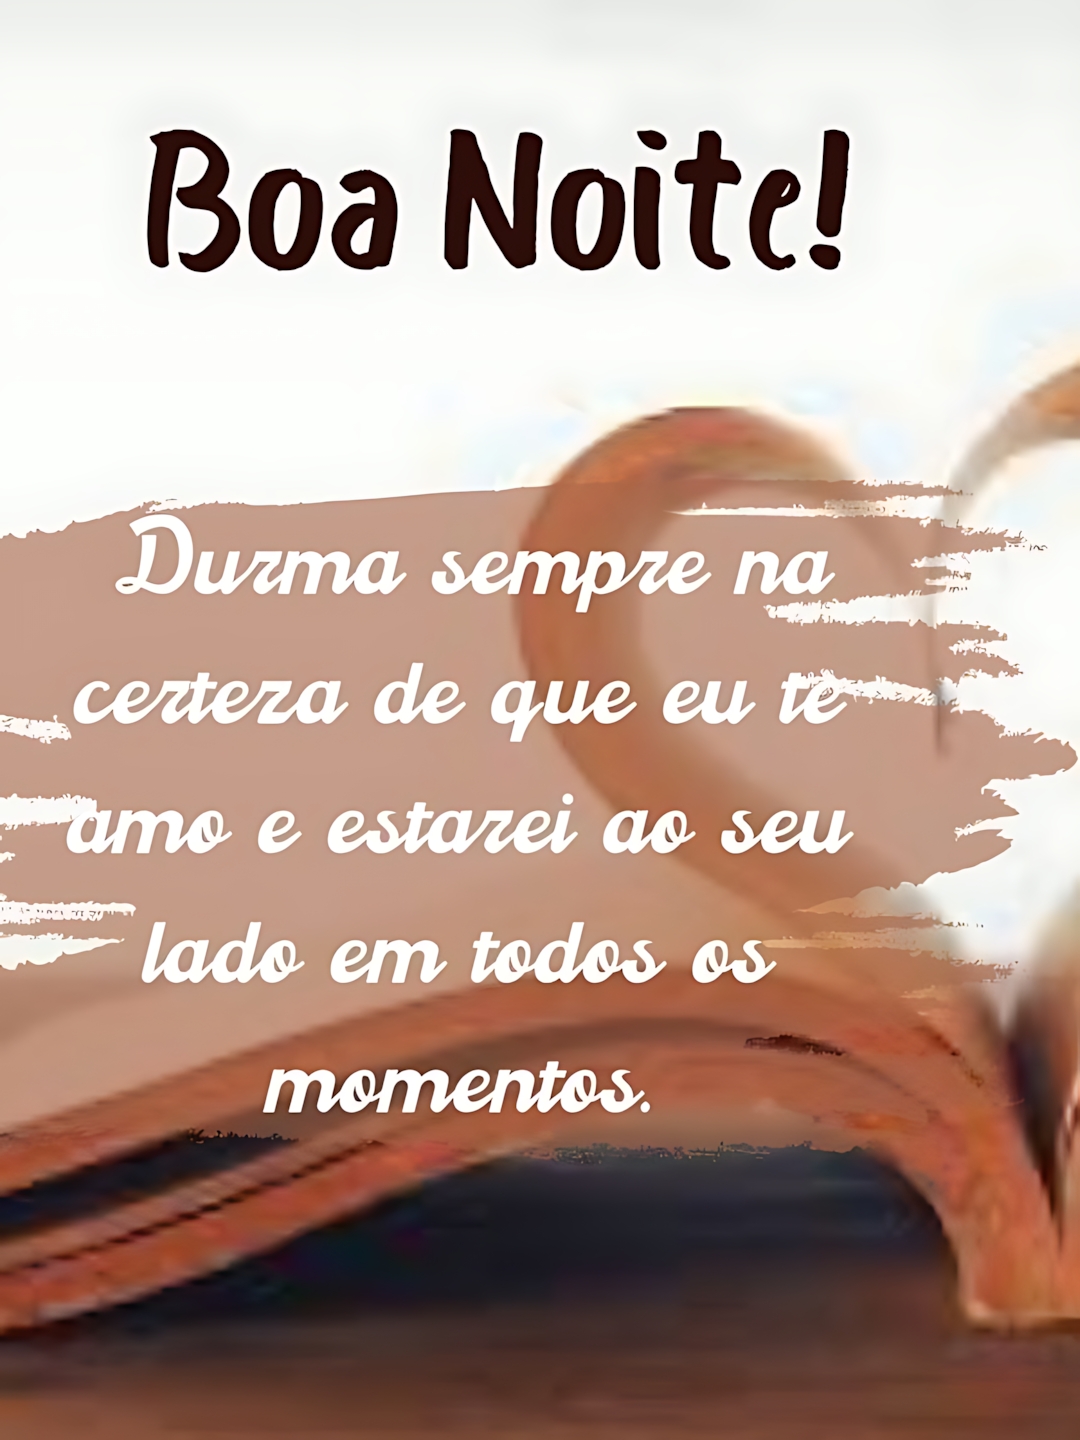 Boa Noite!
Durma sempre na
certeza de que eu te
amo e estarei ao seu
lado em todos os
momentos.